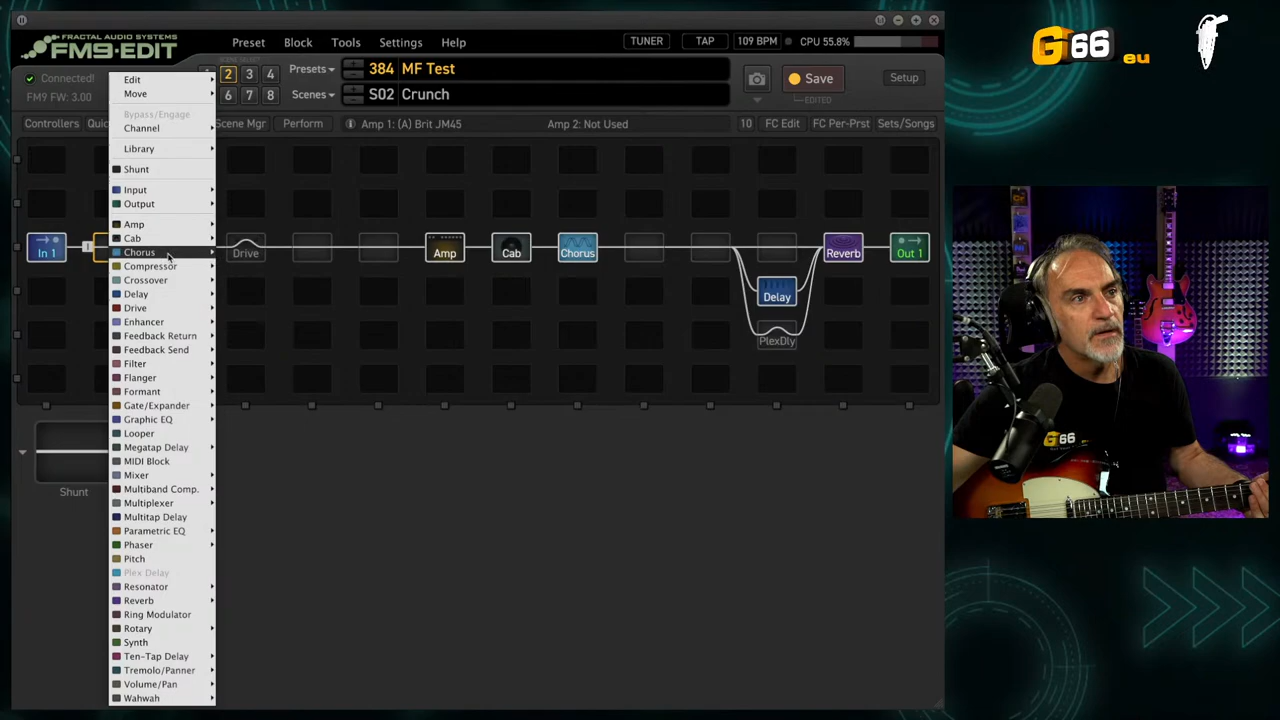 FRACTAL AUDIO SYSTEMS
FM9-EDIT
Preset
Block
Tools
Settings
Help
TUNER
TAP
109 BPM
CPU 55.8%
Connected!
FM9 FW: 3.00
2
3
4
6
7
8
Presets
384 MF Test
Scenes
S02 Crunch
Save
EDITED
Setup
Controllers
Quic
Scene Mgr
Perform
Amp 1: (A) Brit JM45
Amp 2: Not Used
10
FC Edit
FC Per-Prst
Sets/Songs
Edit
Move
Bypass/Engage
Channel
Library
Shunt
Input
Output
Amp
Cab
Chorus
Compressor
Crossover
Delay
Drive
Enhancer
Feedback Return
Feedback Send
Filter
Flanger
Formant
Gate/Expander
Graphic EQ
Looper
Megatap Delay
MIDI Block
Mixer
Multiband Comp.
Multiplexer
Multitap Delay
Parametric EQ
Phaser
Pitch
Plex Delay
Resonator
Reverb
Ring Modulator
Rotary
Synth
Ten-Tap Delay
Tremolo/Panner
Volume/Pan
Wahwah
In 1
Drive
Amp
Cab
Chorus
Delay
PlexDly
Reverb
Out 1
Shunt
G66
eu
G66